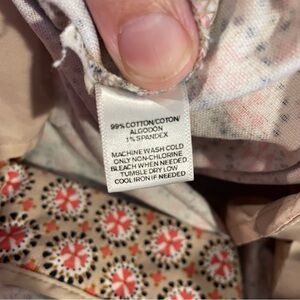 99% COTTON/COTON/
ALGODON
1% SPANDEX
MACHINE WASH COLD
ONLY NON-CHLORINE
BLEACH WHEN NEEDED
TUMBLE DRY LOW
COOL IRON IF NEEDED